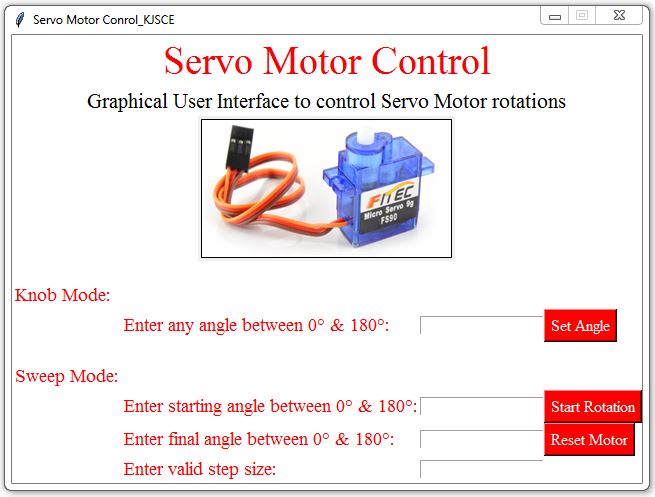 Servo Motor Conrol_KJSCE
Servo Motor Control
Graphical User Interface to control Servo Motor rotations
FITEC
Micro Servo 9g
FS90
Knob Mode:
Enter any angle between 0° & 180°: Set Angle
Sweep Mode:
Enter starting angle between 0° & 180°: Start Rotation
Enter final angle between 0° & 180°: Reset Motor
Enter valid step size: